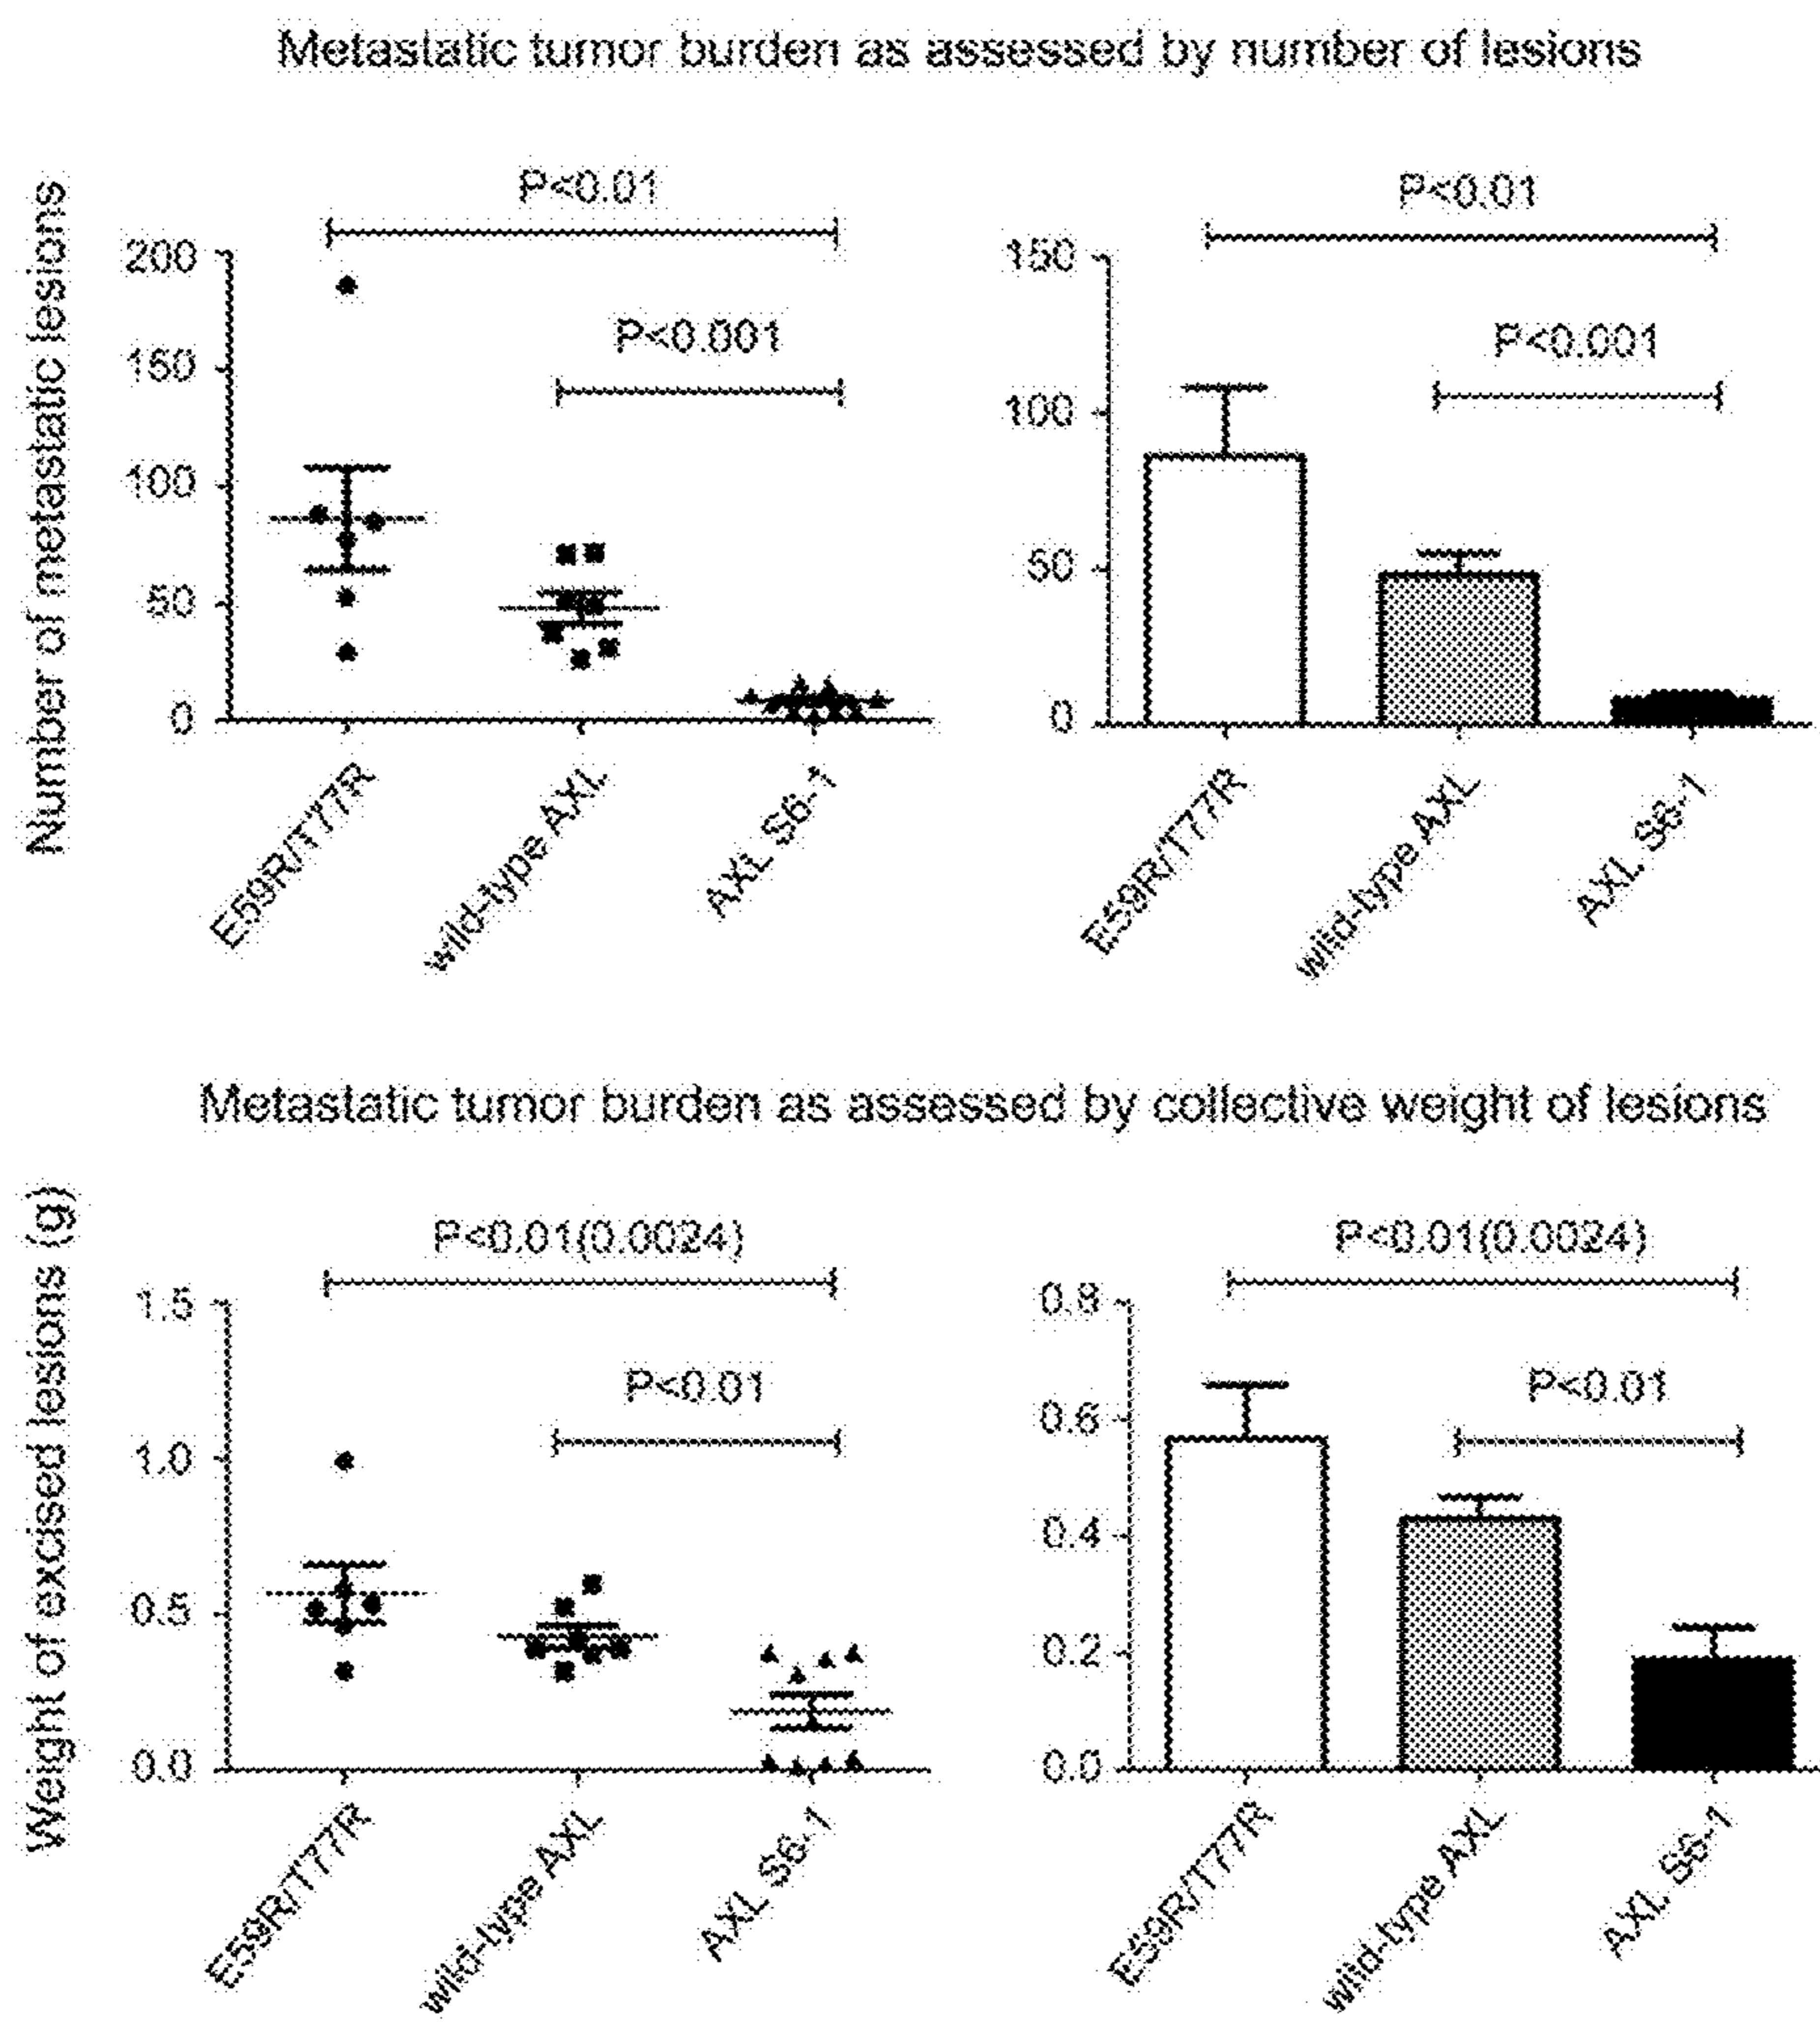 Metastatic tumor burden as assessed by number of lesions
Number of metastatic lesions
P<0.01
P<0.001
200
150
100
50
0
E59R/T77R
wild-type AXL
AXL S6-1
P<0.01
P<0.001
150
100
50
0
E59R/T77R
wild-type AXL
AXL S6-1
Metastatic tumor burden as assessed by collective weight of lesions
Weight of excised lesions (g)
P<0.01(0.0024)
P<0.01
1.5
1.0
0.5
0.0
E59R/T77R
wild-type AXL
AXL S6-1
P<0.01(0.0024)
P<0.01
0.8
0.6
0.4
0.2
0.0
E59R/T77R
wild-type AXL
AXL S6-1